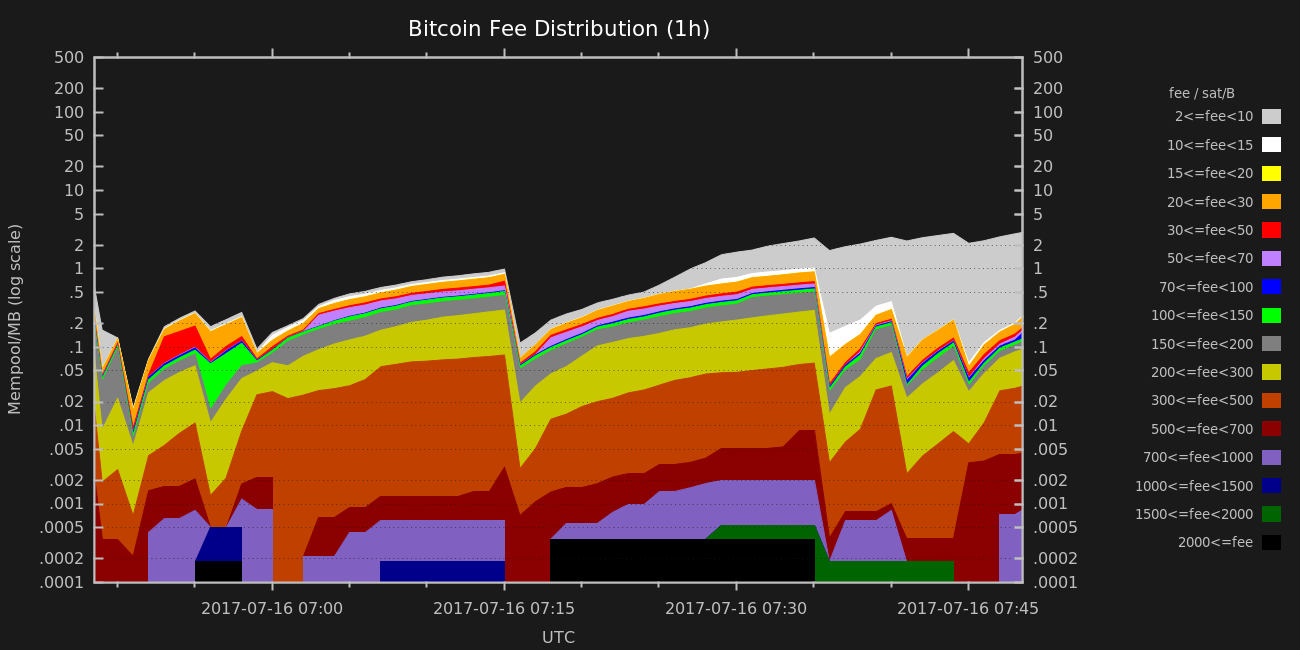 Bitcoin Fee Distribution (1h)
500 500
200 200
100 100
50 50
20 20
10 10
5 5
2 2
1 1
.5 .5
.2 .2
.1 .1
.05 .05
.02 .02
.01 .01
.005 .005
.002 .002
.001 .001
.0005 .0005
.0002 .0002
.0001 .0001
Mempool/MB (log scale)
2017-07-16 07:00 2017-07-16 07:15 2017-07-16 07:30 2017-07-16 07:45
UTC
fee / sat/B
2<=fee<10
10<=fee<15
15<=fee<20
20<=fee<30
30<=fee<50
50<=fee<70
70<=fee<100
100<=fee<150
150<=fee<200
200<=fee<300
300<=fee<500
500<=fee<700
700<=fee<1000
1000<=fee<1500
1500<=fee<2000
2000<=fee